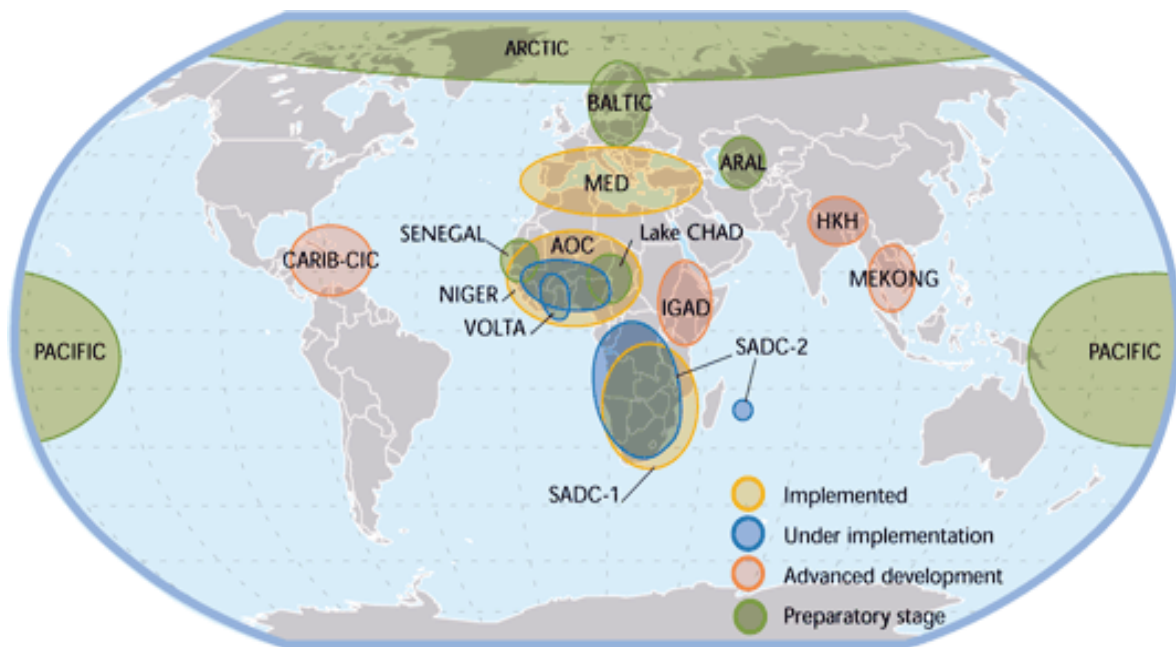 ARCTIC
BALTIC
ARAL
MED
HKH
SENEGAL
AOC
Lake CHAD
CARIB-CIC
MEKONG
NIGER
IGAD
VOLTA
PACIFIC
SADC-2
PACIFIC
SADC-1
Implemented
Under implementation
Advanced development
Preparatory stage